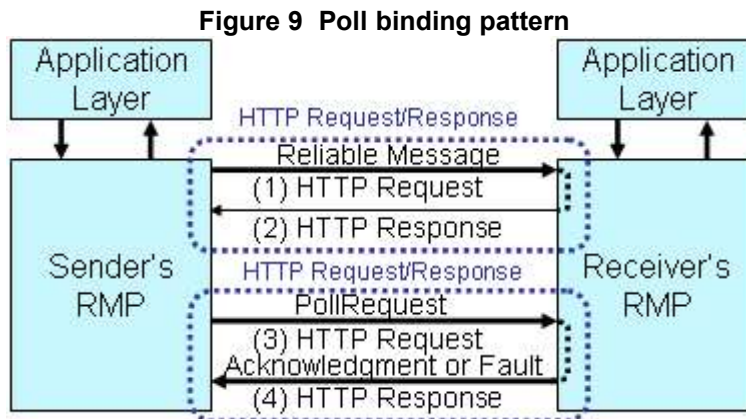 Figure 9  Poll binding pattern
Application
Layer
Application
Layer
HTTP Request/Response
Reliable Message
(1) HTTP Request
(2) HTTP Response
Sender's
RMP
Receiver's
RMP
HTTP Request/Response
PollRequest
(3) HTTP Request
Acknowledgment or Fault
(4) HTTP Response